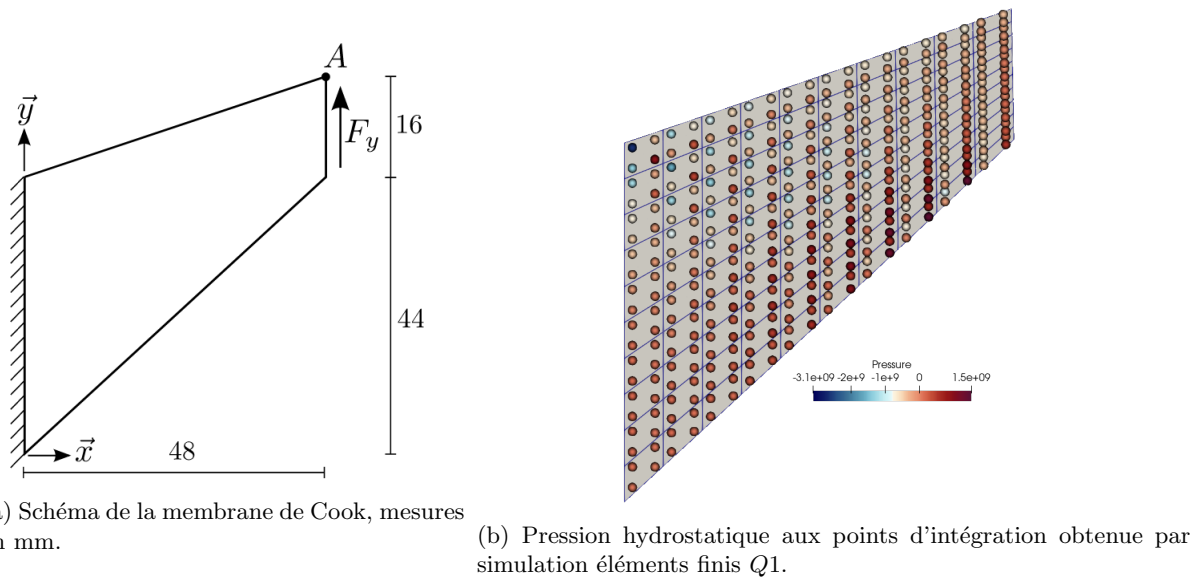 A
y⃗
F_y
16
44
x⃗
48
Pressure
-3.1e+09 -2e+9 -1e+9 0 1.5e+09
) Schéma de la membrane de Cook, mesures
mm.
(b) Pression hydrostatique aux points d'intégration obtenue par
simulation éléments finis Q1.